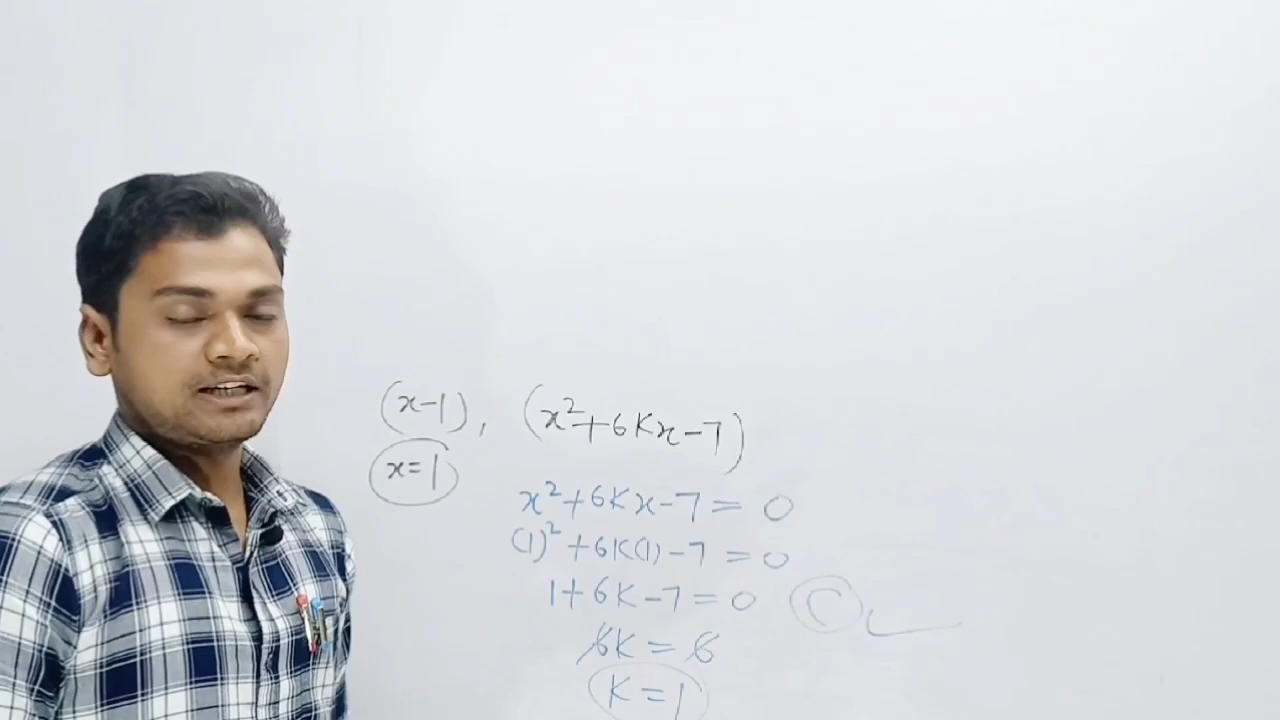 (x-1), (x²+6Kx-7)
x=1
x²+6Kx-7=0
(1)²+6K(1)-7=0
1+6K-7=0 C
6K=6
K=1